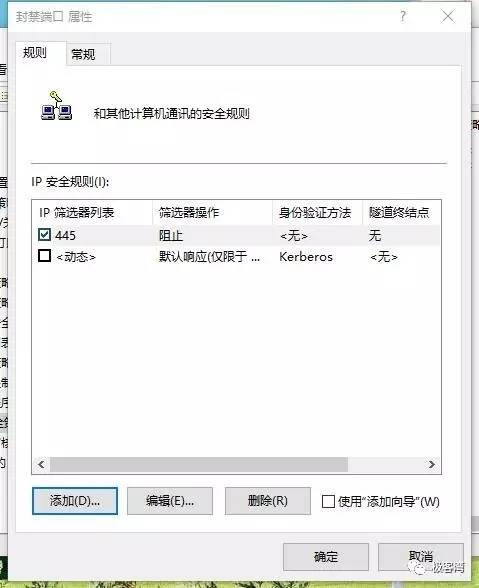 封禁端口 属性
规则 常规
和其他计算机通讯的安全规则
IP 安全规则(I):
IP 筛选器列表 筛选器操作 身份验证方法 隧道终结点
445 阻止 <无> 无
<动态> 默认响应(仅限于 ... Kerberos <无>
添加(D)... 编辑(E)... 删除(R) 使用“添加向导”(W)
确定 取消
极客湾